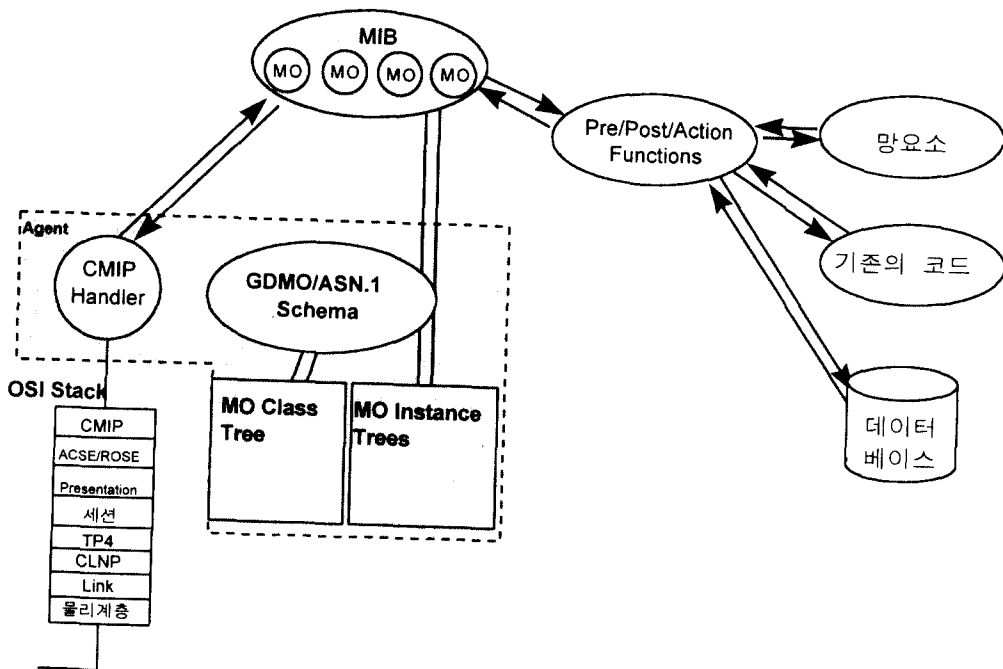 MIB
MO MO MO MO
Pre/Post/Action
Functions
망요소
기존의 코드
데이터
베이스
Agent
CMIP
Handler
GDMO/ASN.1
Schema
MO Class
Tree
MO Instance
Trees
OSI Stack
CMIP
ACSE/ROSE
Presentation
세션
TP4
CLNP
Link
물리계층